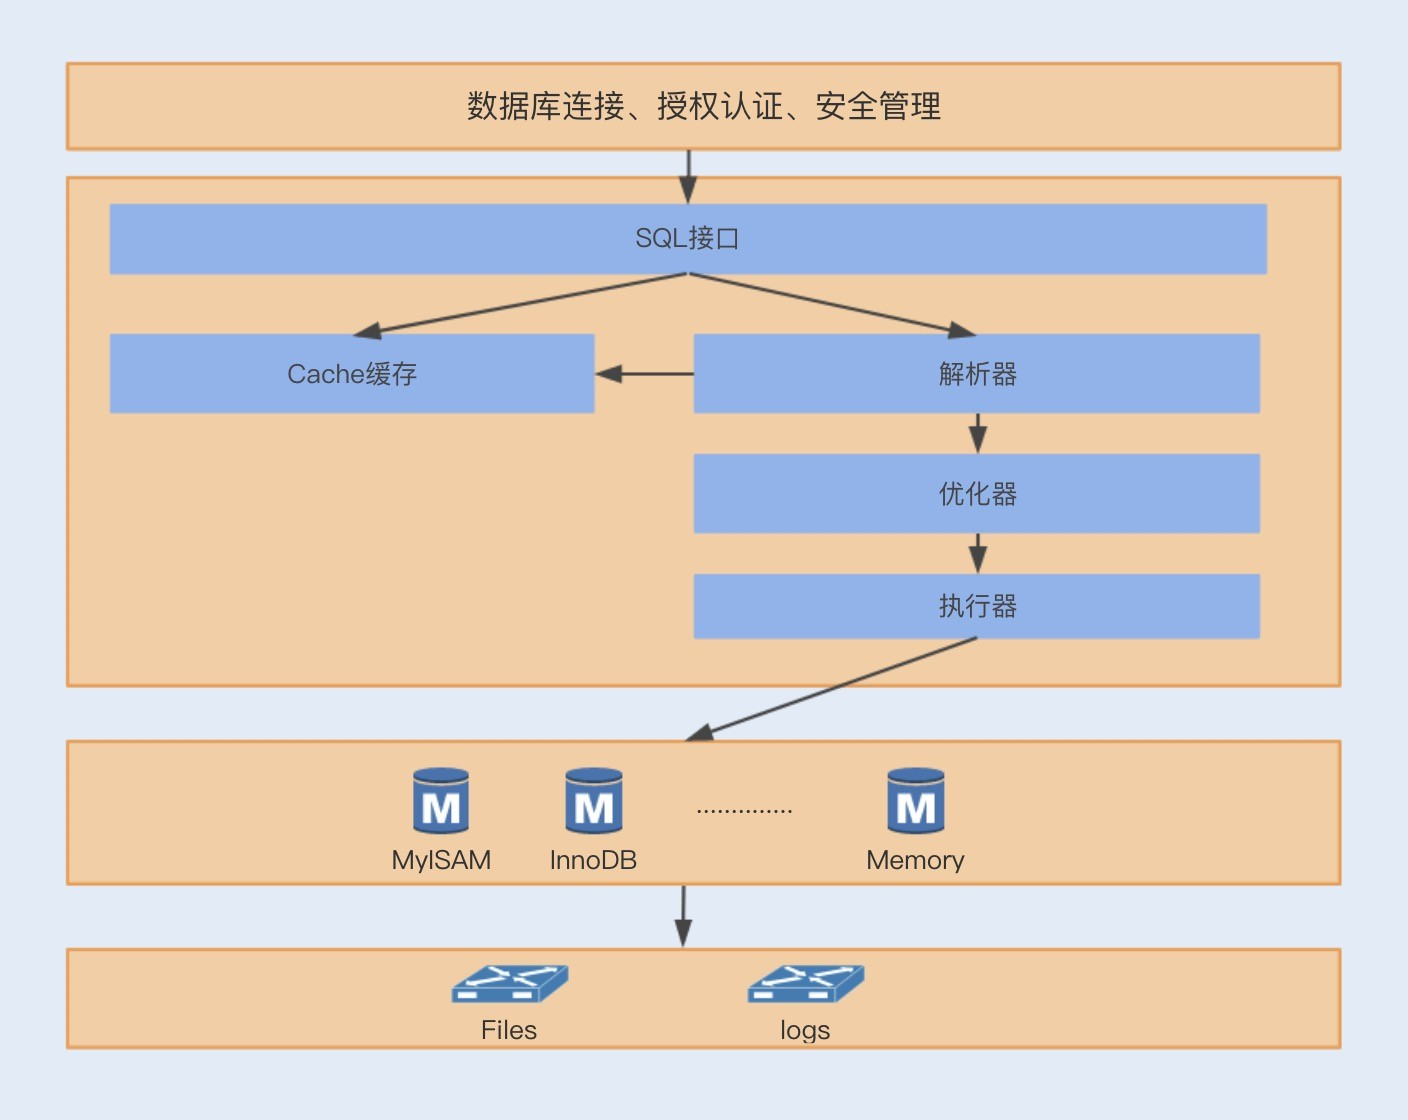 数据库连接、授权认证、安全管理
SQL接口
Cache缓存
解析器
优化器
执行器
M
M
..............
M
MyISAM
InnoDB
Memory
Files
logs